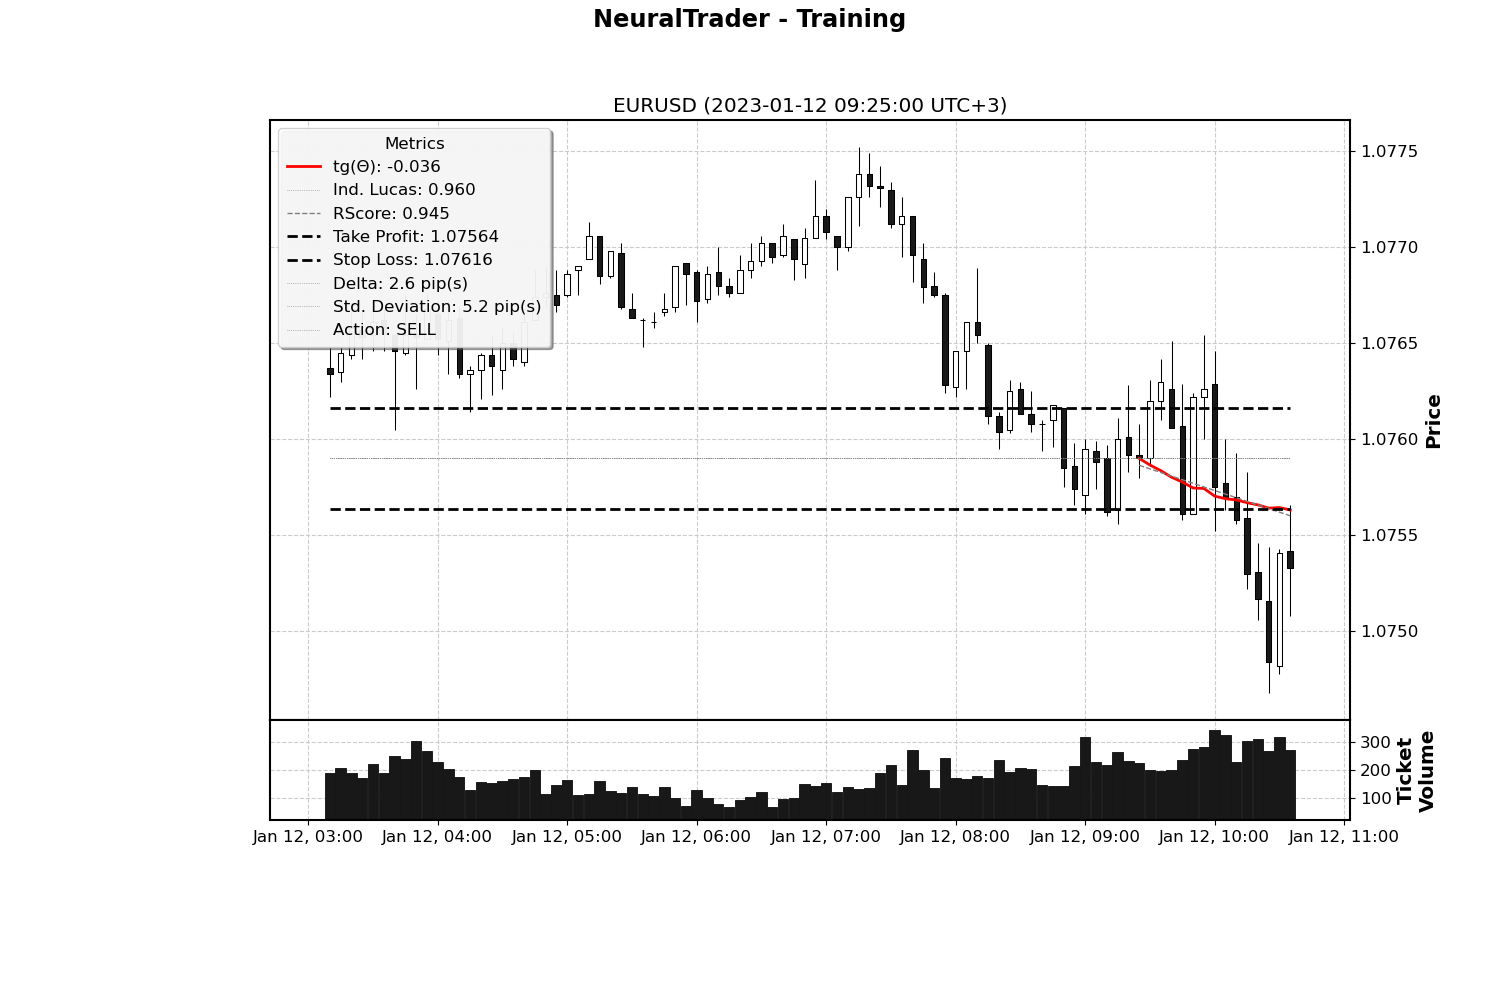 NeuralTrader - Training
EURUSD (2023-01-12 09:25:00 UTC+3)
Metrics
tg(Θ): -0.036
Ind. Lucas: 0.960
RScore: 0.945
Take Profit: 1.07564
Stop Loss: 1.07616
Delta: 2.6 pip(s)
Std. Deviation: 5.2 pip(s)
Action: SELL
1.0775
1.0770
1.0765
1.0760
1.0755
1.0750
Price
300
200
100
Ticket
Volume
Jan 12, 03:00
Jan 12, 04:00
Jan 12, 05:00
Jan 12, 06:00
Jan 12, 07:00
Jan 12, 08:00
Jan 12, 09:00
Jan 12, 10:00
Jan 12, 11:00